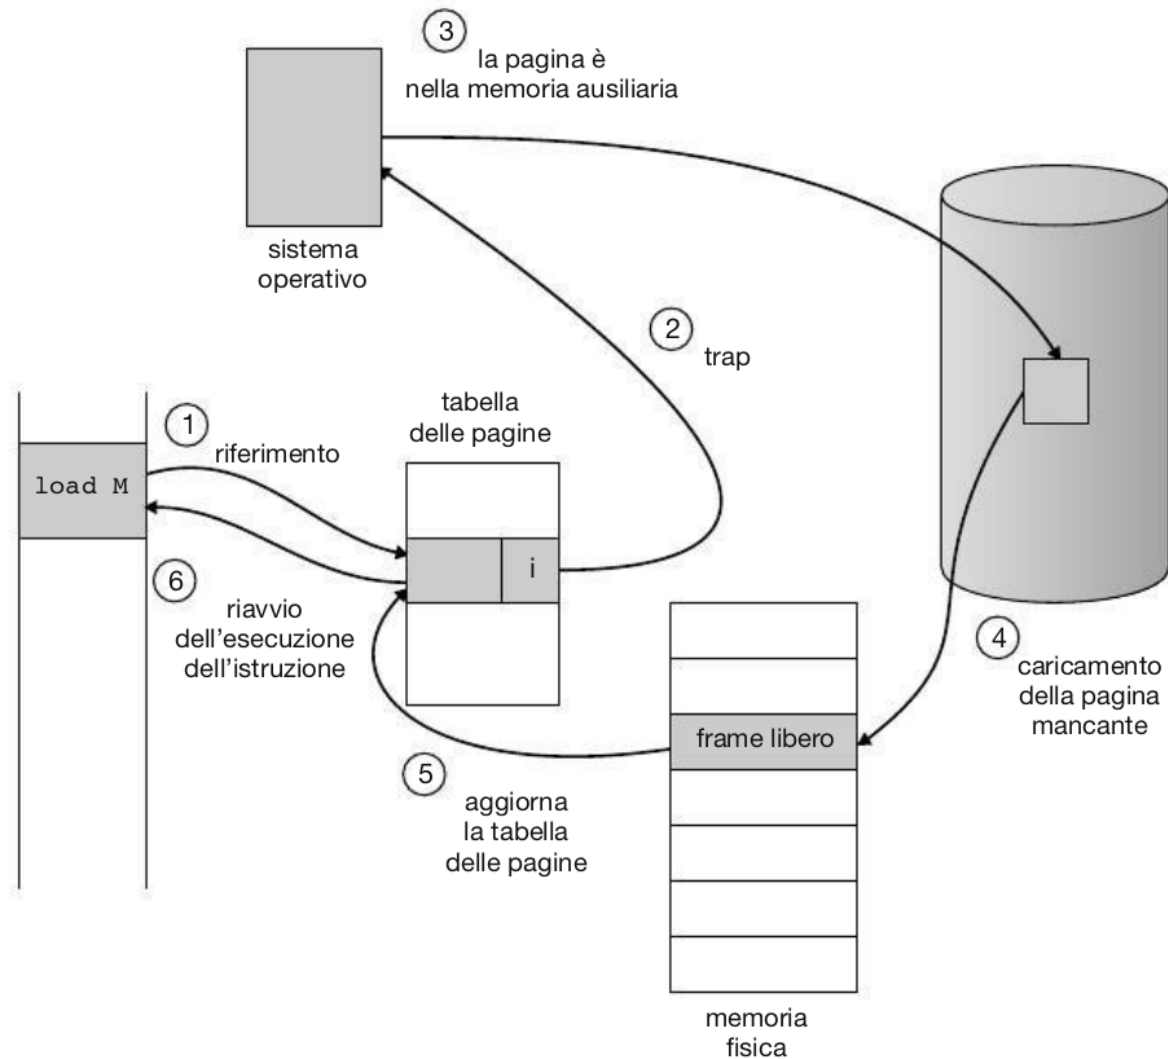 3
la pagina è
nella memoria ausiliaria
sistema
operativo
2
trap
1
riferimento
load M
tabella
delle pagine
i
6
riavvio
dell'esecuzione
dell'istruzione
4
caricamento
della pagina
mancante
frame libero
5
aggiorna
la tabella
delle pagine
memoria
fisica